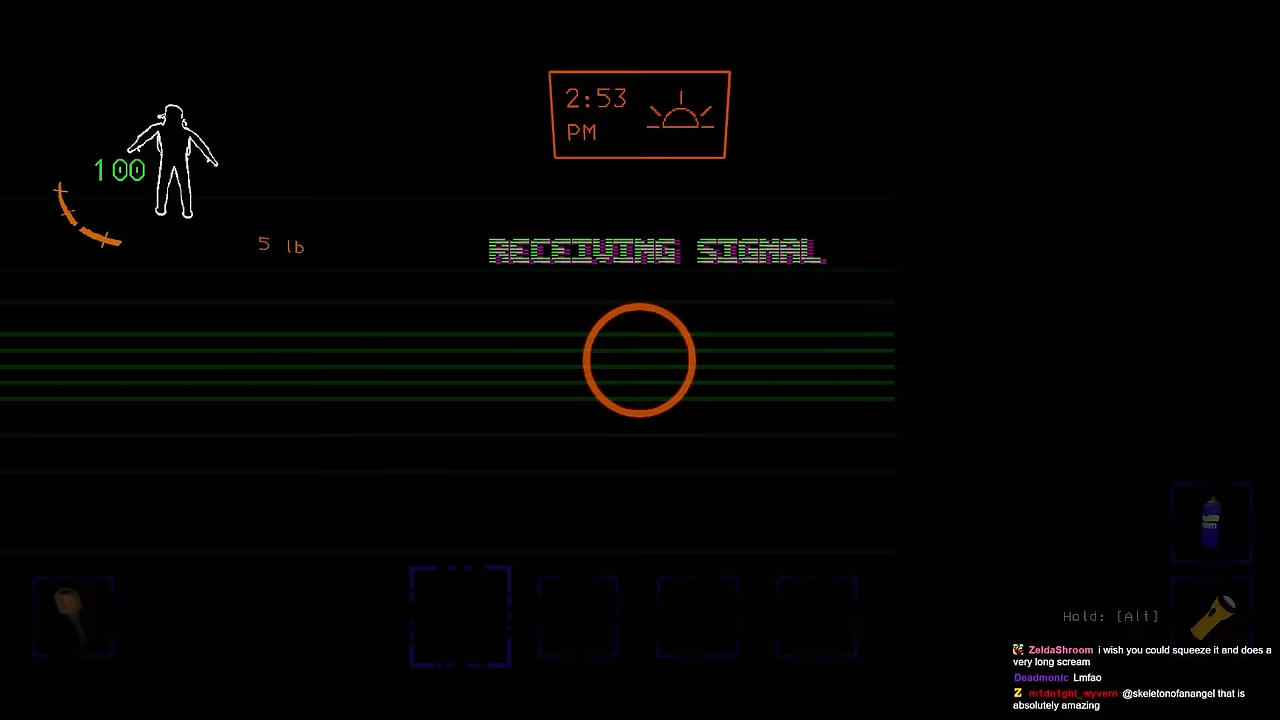 2:53
PM
100
5 lb
RECEIVING SIGNAL
Hold: [Alt]
ZeldaShroom i wish you could squeeze it and does a
very long scream
Deadmonic Lmfao
m1dn1ght_wyvern @skeletonofanangel that is
absolutely amazing